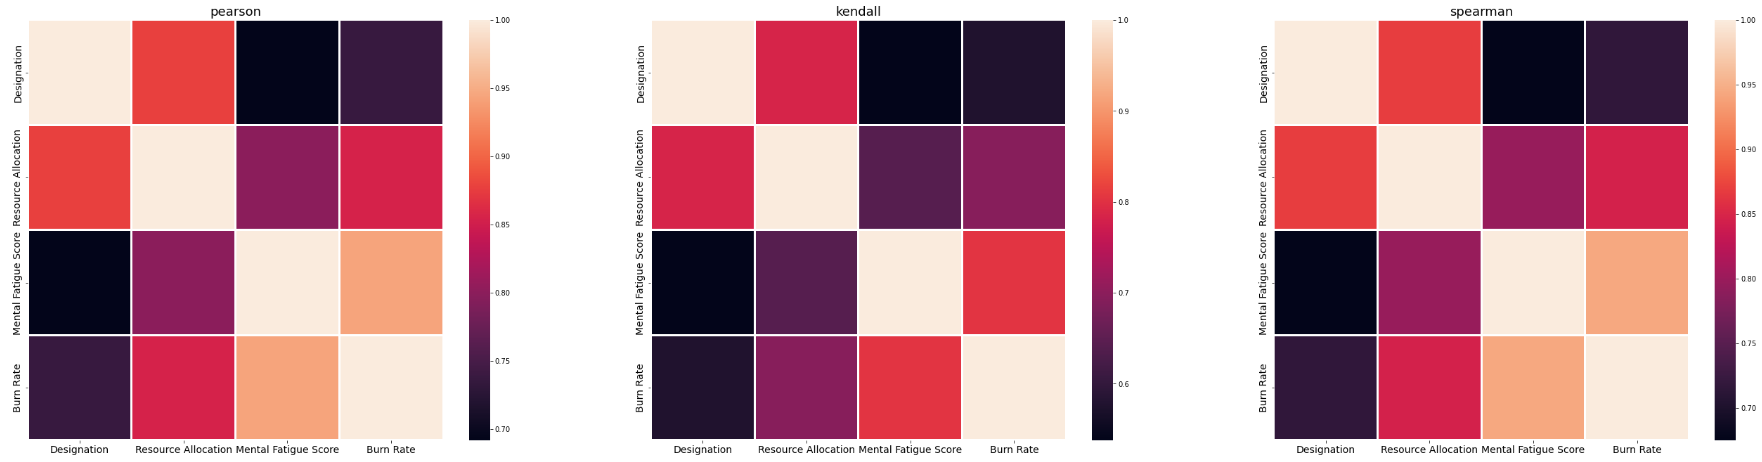 pearson
Designation
Resource Allocation
Mental Fatigue Score
Burn Rate
Designation
Resource Allocation
Mental Fatigue Score
Burn Rate
1.00
0.95
0.90
0.85
0.80
0.75
0.70
kendall
Designation
Resource Allocation
Mental Fatigue Score
Burn Rate
Designation
Resource Allocation
Mental Fatigue Score
Burn Rate
1.0
0.9
0.8
0.7
0.6
spearman
Designation
Resource Allocation
Mental Fatigue Score
Burn Rate
Designation
Resource Allocation
Mental Fatigue Score
Burn Rate
1.00
0.95
0.90
0.85
0.80
0.75
0.70